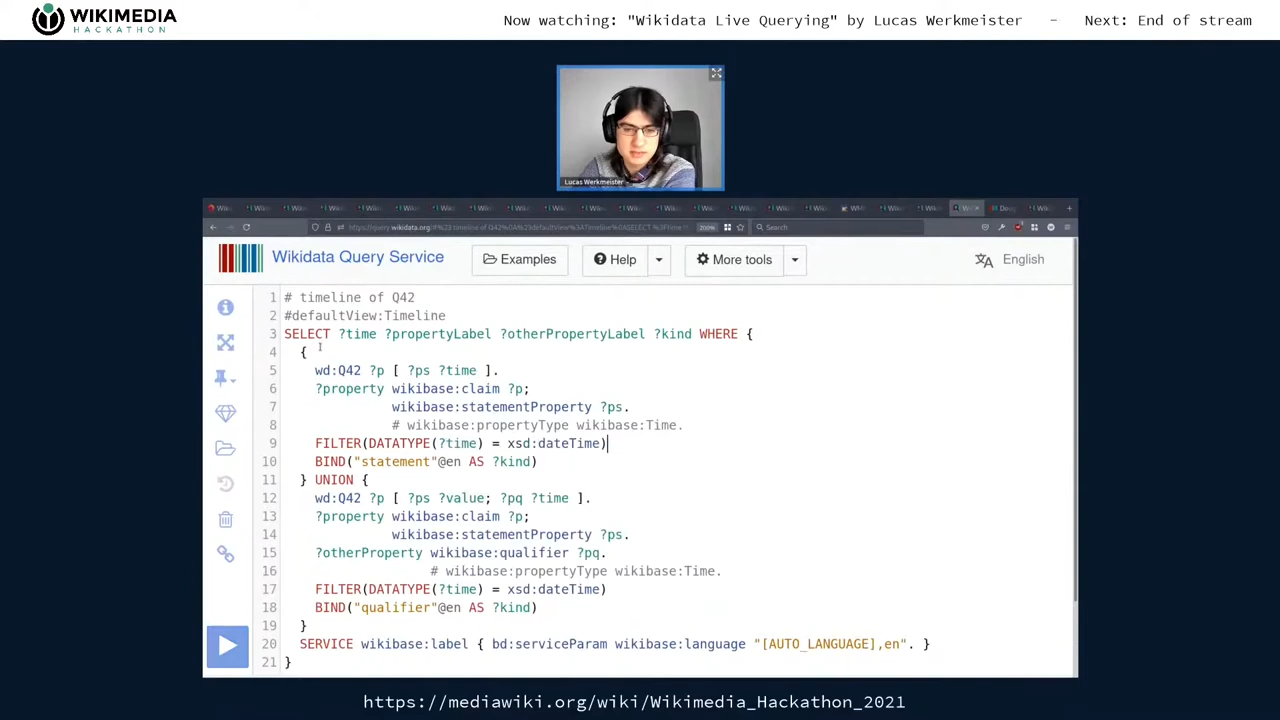 WIKIMEDIA
HACKATHON
Now watching: "Wikidata Live Querying" by Lucas Werkmeister - Next: End of stream
Lucas Werkmeister
Search
Wikidata Query Service
Examples
Help
More tools
English
1 # timeline of Q42
2 #defaultView:Timeline
3 SELECT ?time ?propertyLabel ?otherPropertyLabel ?kind WHERE {
4 {
5 wd:Q42 ?p [ ?ps ?time ].
6 ?property wikibase:claim ?p;
7 wikibase:statementProperty ?ps.
8 # wikibase:propertyType wikibase:Time.
9 FILTER(DATATYPE(?time) = xsd:dateTime)
10 BIND("statement"@en AS ?kind)
11 } UNION {
12 wd:Q42 ?p [ ?ps ?value; ?pq ?time ].
13 ?property wikibase:claim ?p;
14 wikibase:statementProperty ?ps.
15 ?otherProperty wikibase:qualifier ?pq.
16 # wikibase:propertyType wikibase:Time.
17 FILTER(DATATYPE(?time) = xsd:dateTime)
18 BIND("qualifier"@en AS ?kind)
19 }
20 SERVICE wikibase:label { bd:serviceParam wikibase:language "[AUTO_LANGUAGE],en". }
21 }
https://mediawiki.org/wiki/Wikimedia_Hackathon_2021